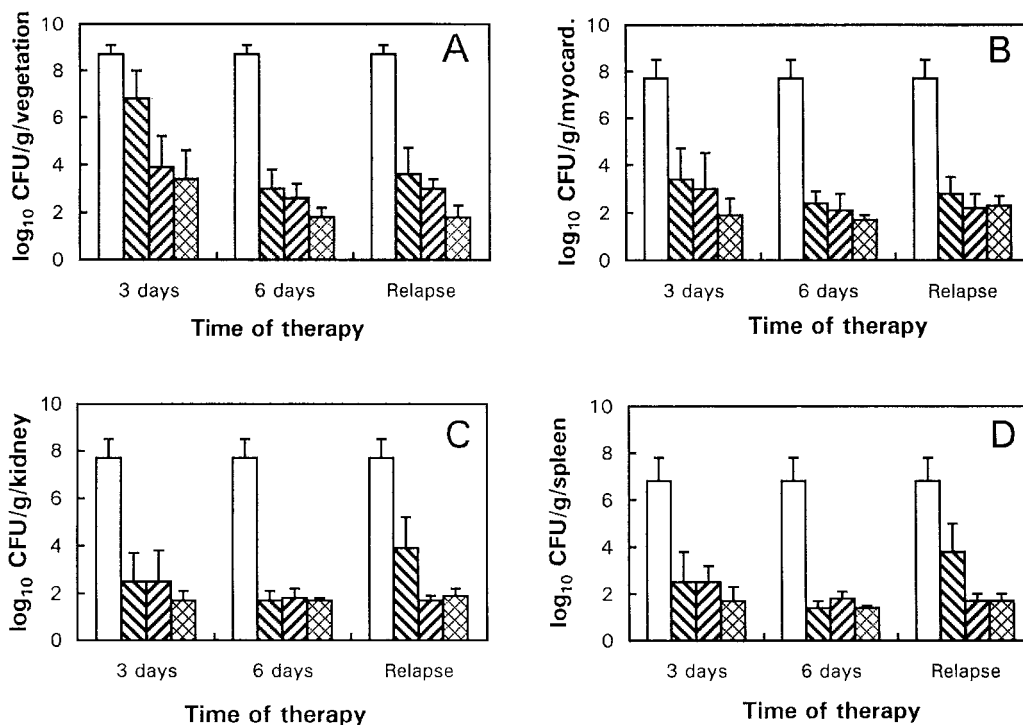 A
log₁₀ CFU/g/vegetation
10
8
6
4
2
0
3 days 6 days Relapse
Time of therapy
B
log₁₀ CFU/g/myocard.
10
8
6
4
2
0
3 days 6 days Relapse
Time of therapy
C
log₁₀ CFU/g/kidney
10
8
6
4
2
0
3 days 6 days Relapse
Time of therapy
D
log₁₀ CFU/g/spleen
10
8
6
4
2
0
3 days 6 days Relapse
Time of therapy